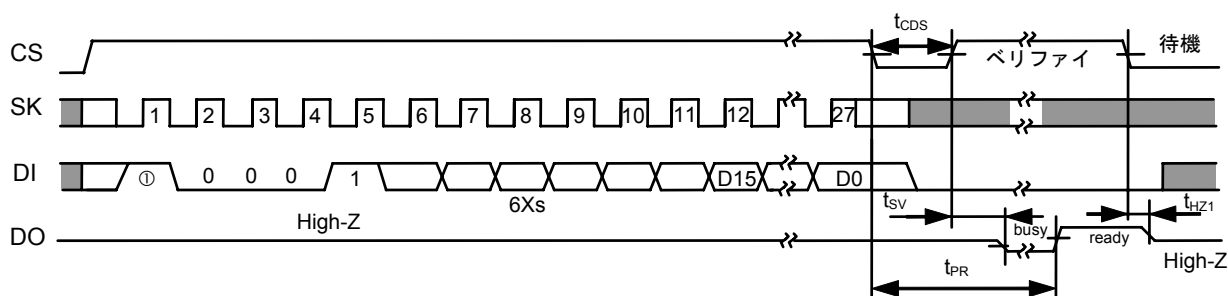 tCDS
CS ベリファイ 待機
SK 1 2 3 4 5 6 7 8 9 10 11 12 27
DI ① 0 0 0 1 D15 D0
6Xs
tSV tHZ1
High-Z
busy ready
DO
tPR
High-Z